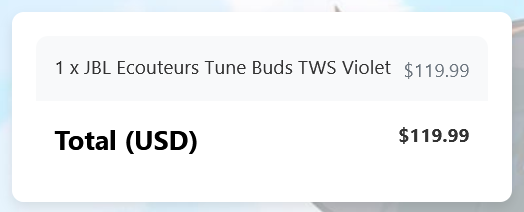 1 x JBL Ecouteurs Tune Buds TWS Violet $119.99
Total (USD) $119.99